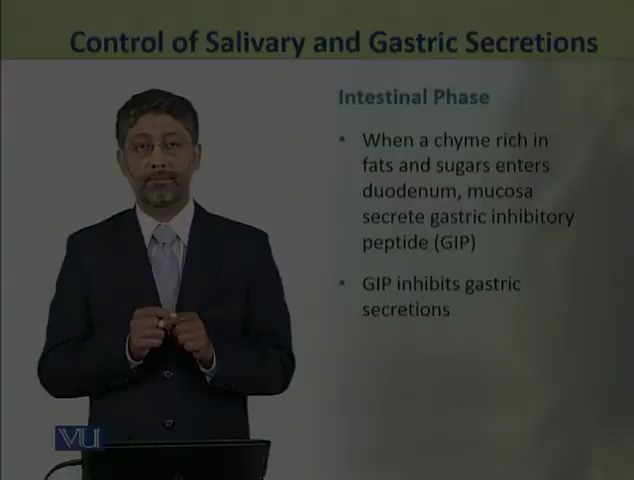 Control of Salivary and Gastric Secretions
Intestinal Phase
• When a chyme rich in
fats and sugars enters
duodenum, mucosa
secrete gastric inhibitory
peptide (GIP)
• GIP inhibits gastric
secretions
VU